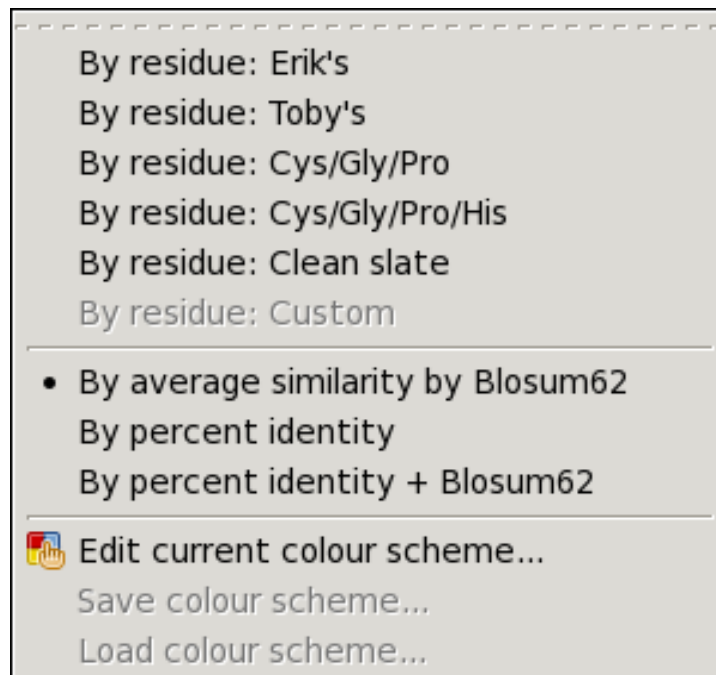 By residue: Erik's
By residue: Toby's
By residue: Cys/Gly/Pro
By residue: Cys/Gly/Pro/His
By residue: Clean slate
By residue: Custom
By average similarity by Blosum62
By percent identity
By percent identity + Blosum62
Edit current colour scheme...
Save colour scheme...
Load colour scheme...